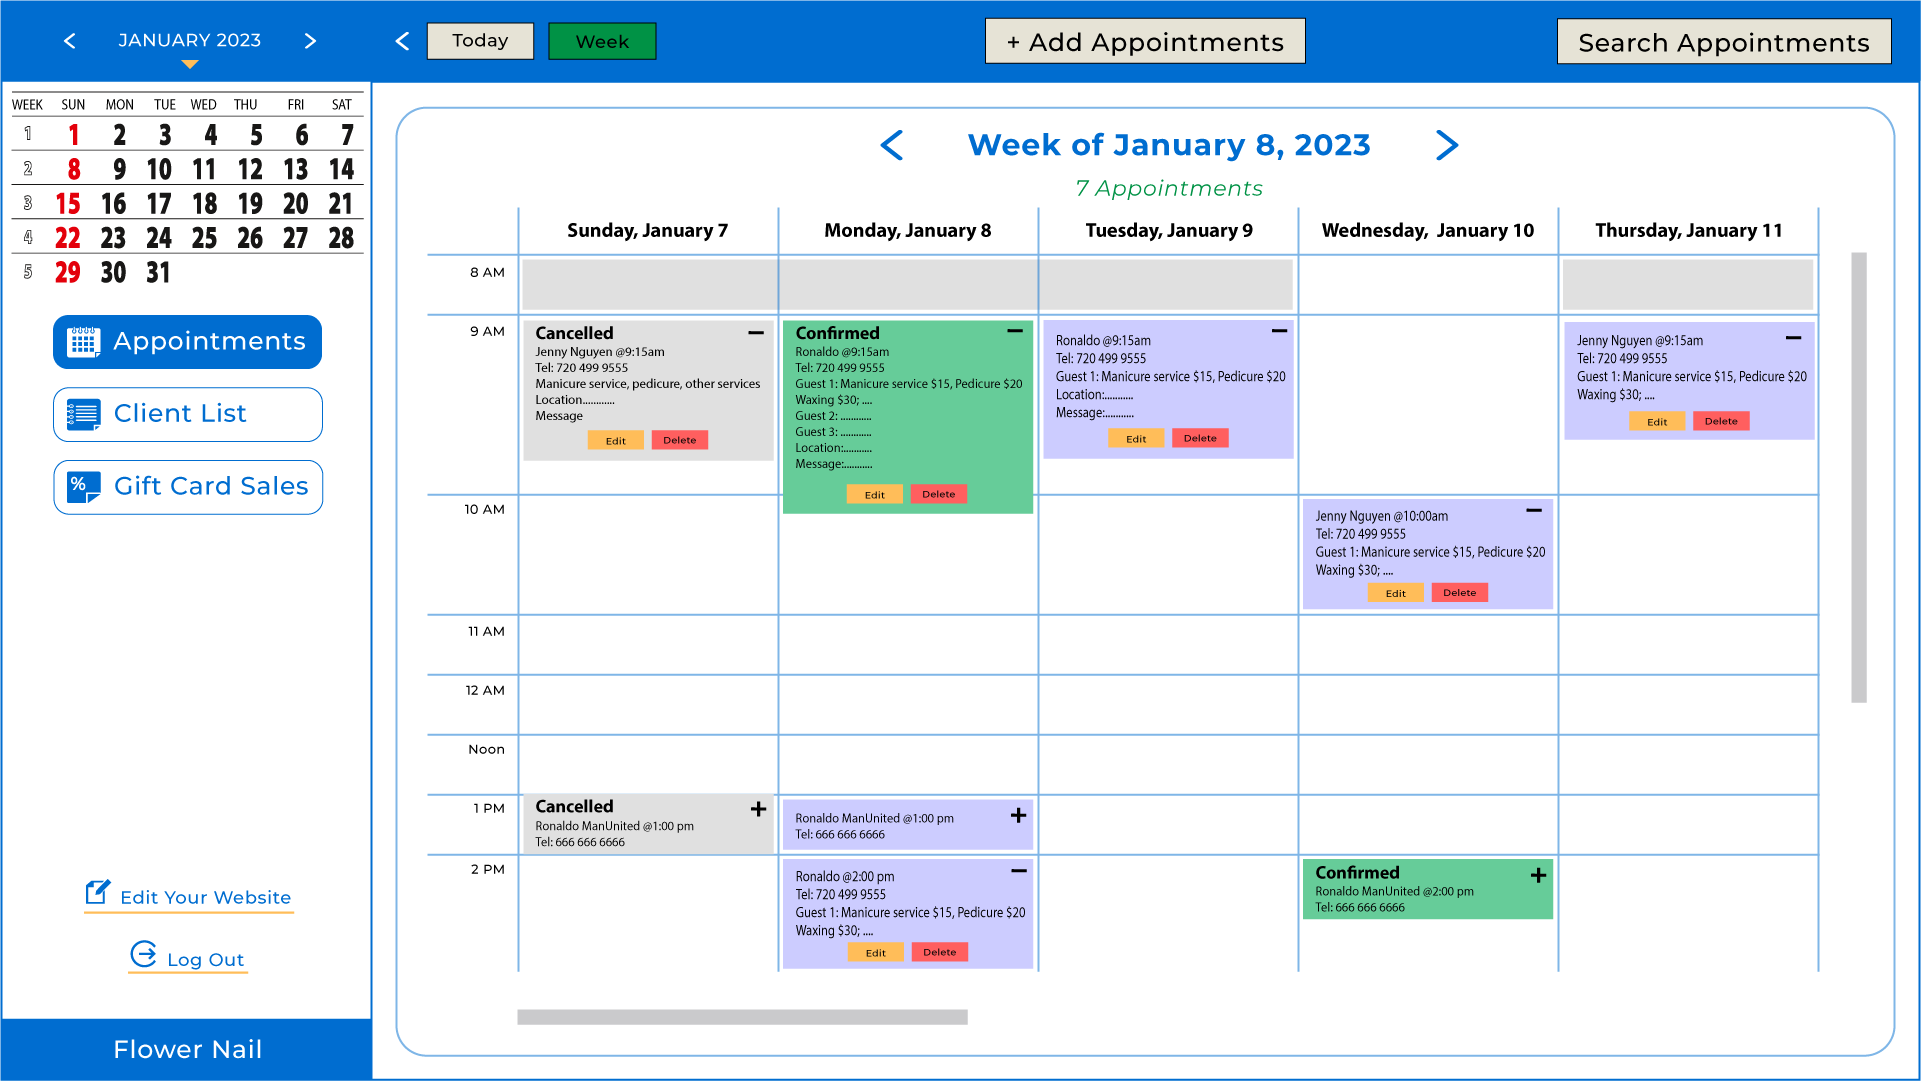 JANUARY 2023
Today
Week
+ Add Appointments
Search Appointments
WEEK SUN MON TUE WED THU FRI SAT
1 1 2 3 4 5 6 7
2 8 9 10 11 12 13 14
3 15 16 17 18 19 20 21
4 22 23 24 25 26 27 28
5 29 30 31
Appointments
Client List
% Gift Card Sales
Edit Your Website
Log Out
Flower Nail
Week of January 8, 2023
7 Appointments
Sunday, January 7
Monday, January 8
Tuesday, January 9
Wednesday, January 10
Thursday, January 11
8 AM
9 AM
Cancelled
Jenny Nguyen @9:15am
Tel: 720 499 9555
Manicure service, pedicure, other services
Location............
Message
Edit Delete
Confirmed
Ronaldo @9:15am
Tel: 720 499 9555
Guest 1: Manicure service $15, Pedicure $20
Waxing $30; ....
Guest 2: ............
Guest 3: ............
Location:...........
Message:...........
Edit Delete
Ronaldo @9:15am
Tel: 720 499 9555
Guest 1: Manicure service $15, Pedicure $20
Location:...........
Message:...........
Edit Delete
Jenny Nguyen @9:15am
Tel: 720 499 9555
Guest 1: Manicure service $15, Pedicure $20
Waxing $30; ....
Edit Delete
10 AM
Jenny Nguyen @10:00am
Tel: 720 499 9555
Guest 1: Manicure service $15, Pedicure $20
Waxing $30; ....
Edit Delete
11 AM
12 AM
Noon
1 PM
Cancelled
Ronaldo ManUnited @1:00 pm
Tel: 666 666 6666
Ronaldo ManUnited @1:00 pm
Tel: 666 666 6666
2 PM
Ronaldo @2:00 pm
Tel: 720 499 9555
Guest 1: Manicure service $15, Pedicure $20
Waxing $30; ....
Edit Delete
Confirmed
Ronaldo ManUnited @2:00 pm
Tel: 666 666 6666